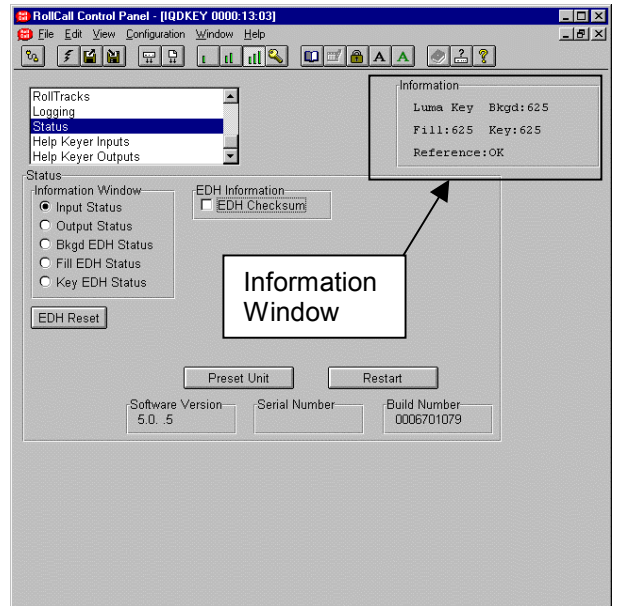 RollCall Control Panel - [IQDKEY 0000:13:03]
File Edit View Configuration Window Help
A A
RollTracks
Logging
Status
Help Keyer Inputs
Help Keyer Outputs
Information
Luma Key Bkgd:625
Fill:625 Key:625
Reference:OK
Status
Information Window
Input Status
Output Status
Bkgd EDH Status
Fill EDH Status
Key EDH Status
EDH Information
EDH Checksum
Information
Window
EDH Reset
Preset Unit
Restart
Software Version
5.0. .5
Serial Number
Build Number
0006701079